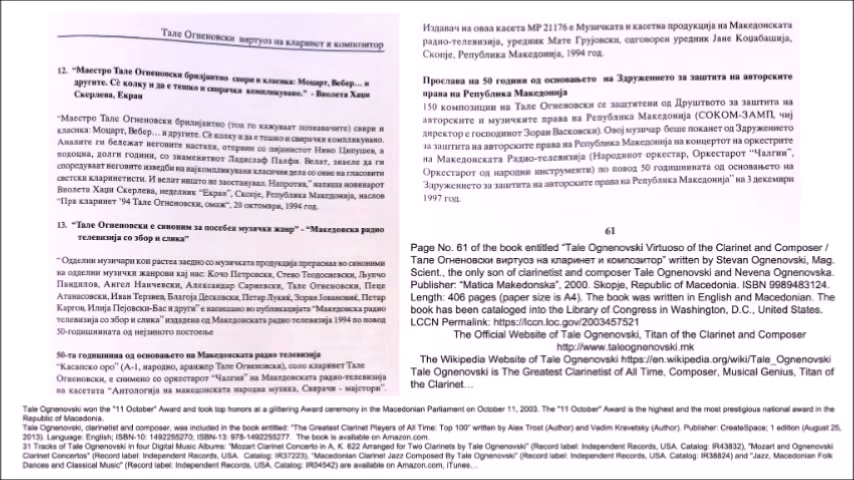 Тале Огненовски виртуоз на кларинет и композитор
12. "Маестро Тале Огненовски брилјантно свири и класика: Моцарт, Вебер... и
другите. Сè колку и да е тешко и свирачки компликувано." - Виолета Хаџи
Скерлева, Екран
"Маестро Тале Огненовски брилијантно (тоа го кажуваат познавачите) свири и
класика: Моцарт, Вебер... и другите. Сè колку и да е тешко и свирачки компликувано.
Аналите ги бележат неговите настапи, отпрвин со пијанистот Нино Ципушев, а
водошна, долги години, со знаменитиот Ладислав Палфи. Велат, знаеле да ги
споредуваат неговите изведби на најкомпликувани класични дела со оние на гласовити
светски кларинетисти. И велат ништо не заостанувал. Напротив," напиша новинарот
Виолета Хаџи Скерлева, неделник "Екран", Скопје, Република Македонија, наслов
"Прв кларинет '94 Тале Огненовски, омаж", 20 октомври, 1994 год.
13. "Тале Огненовски е синоним за посебен музички жанр" - "Македонска радио
телевизија со збор и слика"
"Одделни музичари кои растеа заедно со музичката продукција прераснаа во синоними
на одделни музички жанрови кај нас: Кочо Петровски, Стево Теодосиевски, Љупчо
Пандилов, Ангел Нанчевски, Александар Сариевски, Тале Огненовски, Пеце
Атанасовски, Иван Терзиев, Благоја Десковски, Петар Лукиќ, Зоран Јовановиќ, Петар
Каргов, Илија Пејовски-Бас и други" е напишано во публикацијата "Македонска радио
телевизија со збор и слика" издадена од Македонската радио телевизија 1994 по повод
50-годишнината од нејзиното постоење
50-та годишнина од основањето на Македонската радио телевизија
"Касапско оро" (А-1, народно, аранжер Тале Огненовски), соло кларинет Тале
Огненовски, е снимено со оркестарот "Чалгии" на Македонската радио-телевизија
на касетата "Антологија на македонската народна музика, Свирачи - мајстори".
Издавач на оваа касета МР 21176 е Музичката и касетна продукција на Македонската
радио-телевизија, уредник Мате Грујовски, одговорен уредник Јане Коџабашија,
Скопје, Република Македонија, 1994 год.
Прослава на 50 години од основањето на Здружението за заштита на авторските
права на Република Македонија
150 композиции на Тале Огненовски се заштитени од Друштвото за заштита на
авторските и музичките права на Република Македонија (СОКОМ-ЗАМП, чиј
директор е господинот Зоран Васковски). Овој музичар беше поканет од Здружението
за заштита на авторските права на Република Македонија на концертот на оркестрите
на Македонската Радио-телевизија (Народниот оркестар, Оркестарот "Чалгии",
Оркестарот од народни инструменти) по повод 50 годишнината од основањето на
Здружението за заштита на авторските права на Република Македонија" на 3 декември
1997 год.
61
Page No. 61 of the book entitled "Tale Ognenovski Virtuoso of the Clarinet and Composer /
Тале Огненовски виртуоз на кларинет и композитор" written by Stevan Ognenovski, Mag.
Scient., the only son of clarinetist and composer Tale Ognenovski and Nevena Ognenovska.
Publisher: "Matica Makedonska", 2000. Skopje, Republic of Macedonia. ISBN 9989483124.
Length: 406 pages (paper size is A4). The book was written in English and Macedonian. The
book has been cataloged into the Library of Congress in Washington, D.C., United States.
LCCN Permalink: https://lccn.loc.gov/2003457521
The Official Website of Tale Ognenovski, Titan of the Clarinet and Composer
http://www.taleognenovski.mk
The Wikipedia Website of Tale Ognenovski https://en.wikipedia.org/wiki/Tale_Ognenovski
Tale Ognenovski is The Greatest Clarinetist of All Time, Composer, Musical Genius, Titan of
the Clarinet...
Tale Ognenovski won the "11 October" Award and took top honors at a glittering Award ceremony in the Macedonian Parliament on October 11, 2003. The "11 October" Award is the highest and the most prestigious national award in the
Republic of Macedonia.
Tale Ognenovski, clarinetist and composer, was included in the book entitled: "The Greatest Clarinet Players of All Time: Top 100" written by Alex Trost (Author) and Vadim Kravetsky (Author). Publisher: CreateSpace; 1 edition (August 25,
2013). Language: English; ISBN-10: 1492255270; ISBN-13: 978-1492255277. The book is available on Amazon.com.
31 Tracks of Tale Ognenovski in four Digital Music Albums: "Mozart Clarinet Concerto in A, K. 622 Arranged for Two Clarinets by Tale Ognenovski" (Record label: Independent Records, USA. Catalog: IR43832), "Mozart and Ognenovski
Clarinet Concertos" (Record label: Independent Records, USA. Catalog: IR37223), "Macedonian Clarinet Jazz Composed By Tale Ognenovski" (Record label: Independent Records, USA. Catalog: IR38824) and "Jazz, Macedonian Folk
Dances and Classical Music" (Record label: Independent Records, USA. Catalog: IR04542) are available on Amazon.com, iTunes...